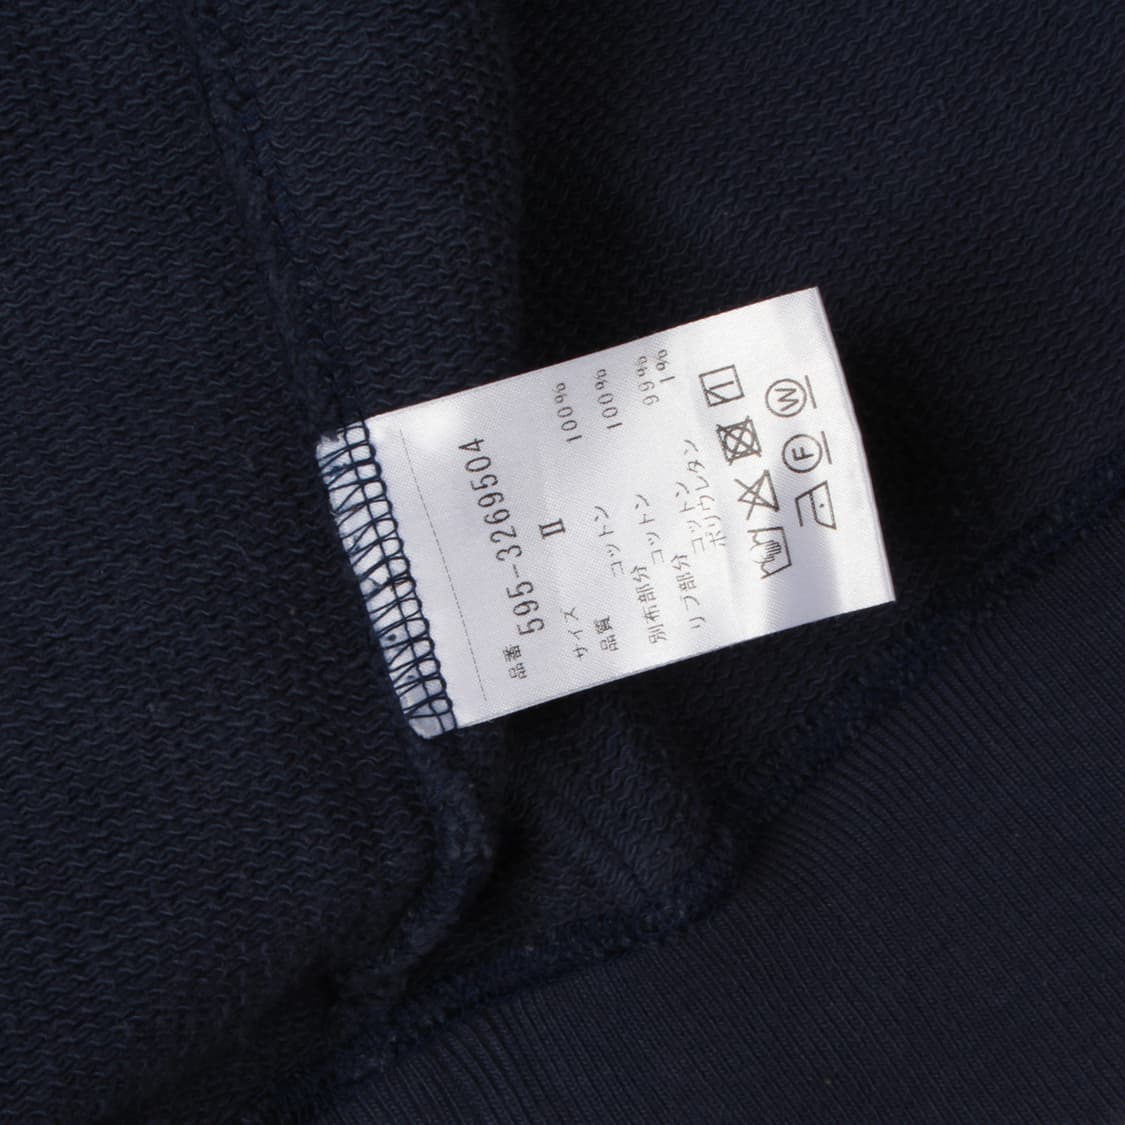 品番 595-3269504
サイズ Ⅱ
品質 コットン 100%
別布部分 コットン 100%
リブ部分 コットン 99%
ポリウレタン 1%
F W